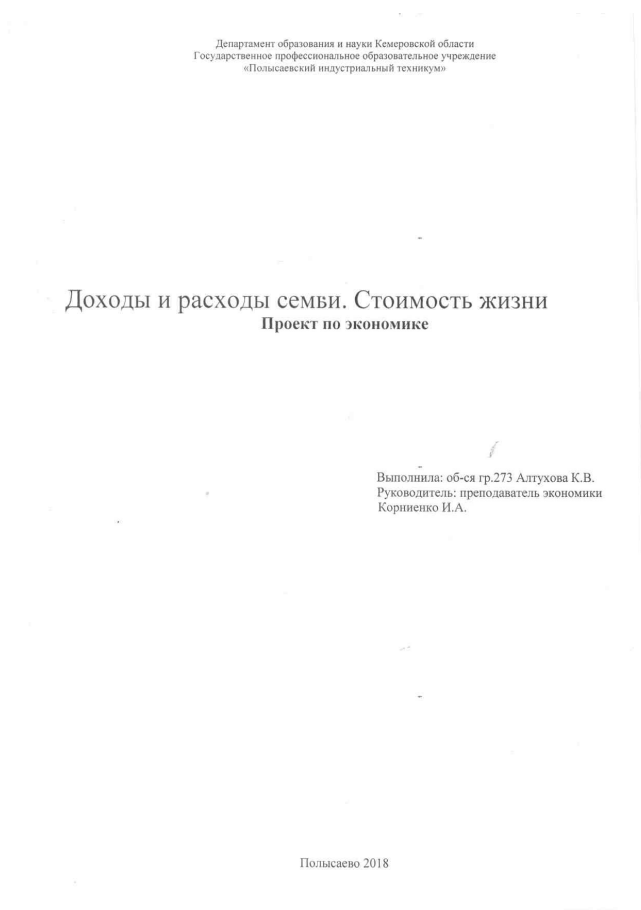 Департамент образования и науки Кемеровской области
Государственное профессиональное образовательное учреждение
«Полысаевский индустриальный техникум»
Доходы и расходы семьи. Стоимость жизни
Проект по экономике
Выполнила: об-ся гр.273 Алтухова К.В.
Руководитель: преподаватель экономики
Корниенко И.А.
Полысаево 2018